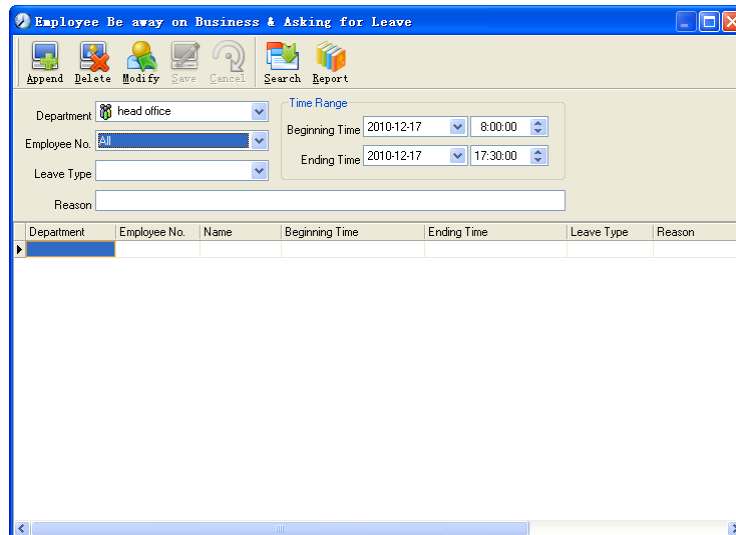 Employee Be away on Business & Asking for Leave
Append Delete Modify Save Cancel Search Report
Department head office
Employee No. All
Leave Type
Reason
Time Range
Beginning Time 2010-12-17 8:00:00
Ending Time 2010-12-17 17:30:00
Department Employee No. Name Beginning Time Ending Time Leave Type Reason